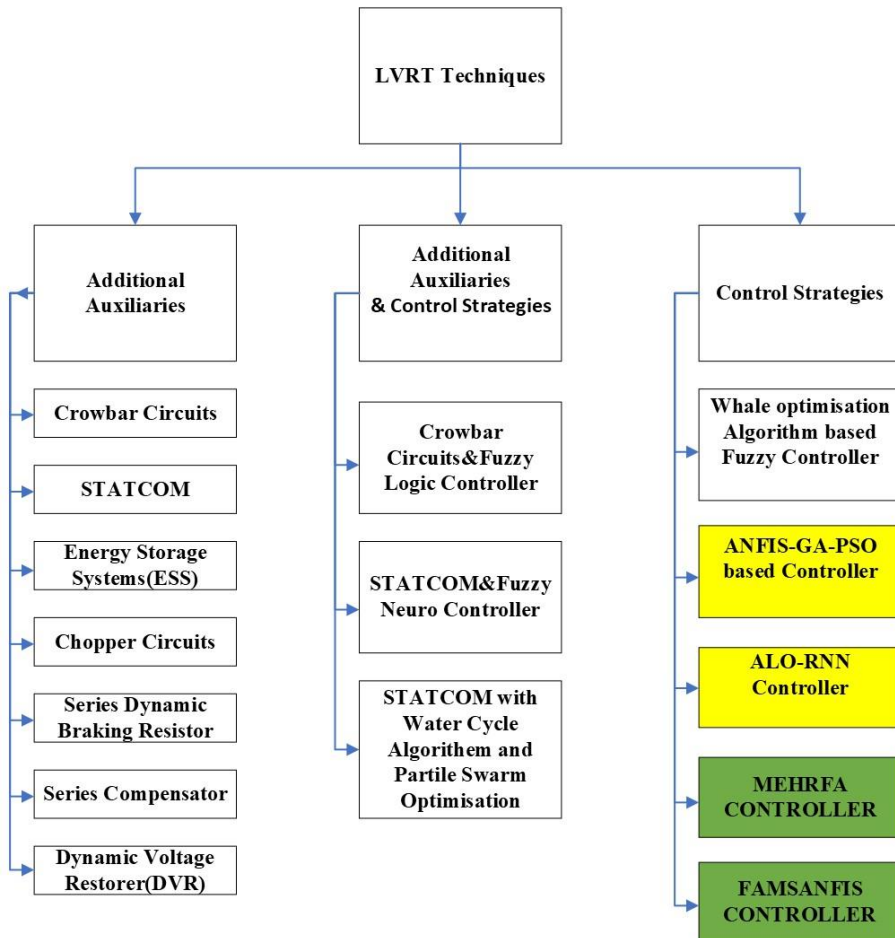 LVRT Techniques
Additional
Auxiliaries
Crowbar Circuits
STATCOM
Energy Storage
Systems(ESS)
Chopper Circuits
Series Dynamic
Braking Resistor
Series Compensator
Dynamic Voltage
Restorer(DVR)
Additional
Auxiliaries
& Control Strategies
Crowbar
Circuits&Fuzzy
Logic Controller
STATCOM&Fuzzy
Neuro Controller
STATCOM with
Water Cycle
Algorithem and
Partile Swarm
Optimisation
Control Strategies
Whale optimisation
Algorithm based
Fuzzy Controller
ANFIS-GA-PSO
based Controller
ALO-RNN
Controller
MEHRFA
CONTROLLER
FAMSANFIS
CONTROLLER